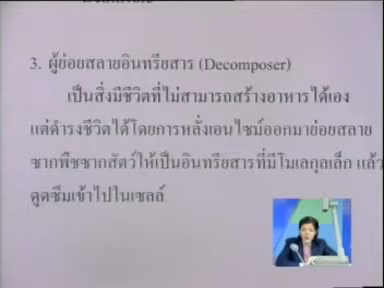 3. ผู้ย่อยสลายอินทรียสาร (Decomposer)
เป็นสิ่งมีชีวิตที่ไม่สามารถสร้างอาหารได้เอง
แต่ดำรงชีวิตได้โดยการหลั่งเอนไซม์ออกมาย่อยสลาย
ซากพืชซากสัตว์ให้เป็นอินทรียสารที่มีโมเลกุลเล็ก แล้ว
ดูดซึมเข้าไปในเซลล์